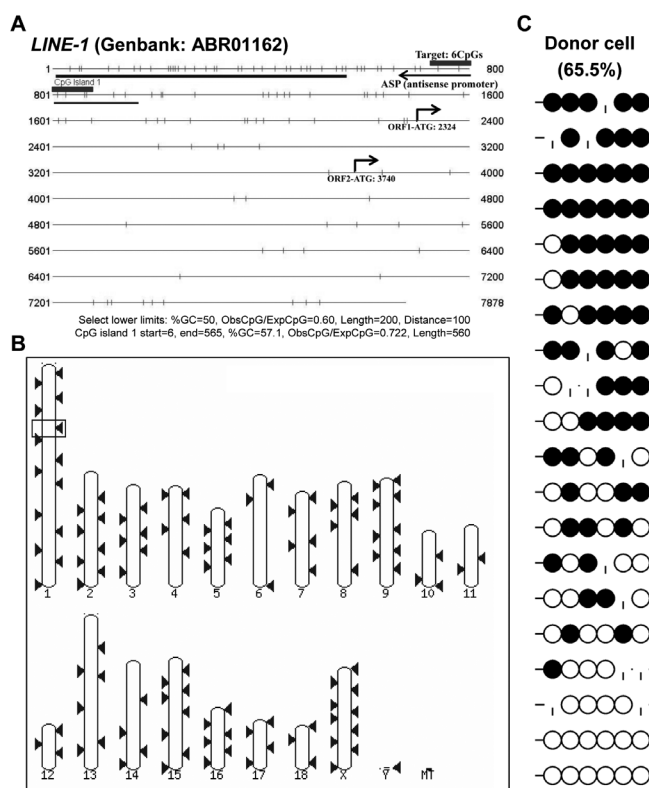 A
LINE-1 (Genbank: ABR01162)
Target: 6CpGs
1 800
CpG Island 1
ASP (antisense promoter)
801 1600
1601 2400
ORF1-ATG: 2324
2401 3200
3201 4000
ORF2-ATG: 3740
4001 4800
4801 5600
5601 6400
6401 7200
7201 7878
Select lower limits: %GC=50, ObsCpG/ExpCpG=0.60, Length=200, Distance=100
CpG island 1 start=6, end=565, %GC=57.1, ObsCpG/ExpCpG=0.722, Length=560
B
1 2 3 4 5 6 7 8 9 10 11
12 13 14 15 16 17 18 X Y MT
C
Donor cell
(65.5%)